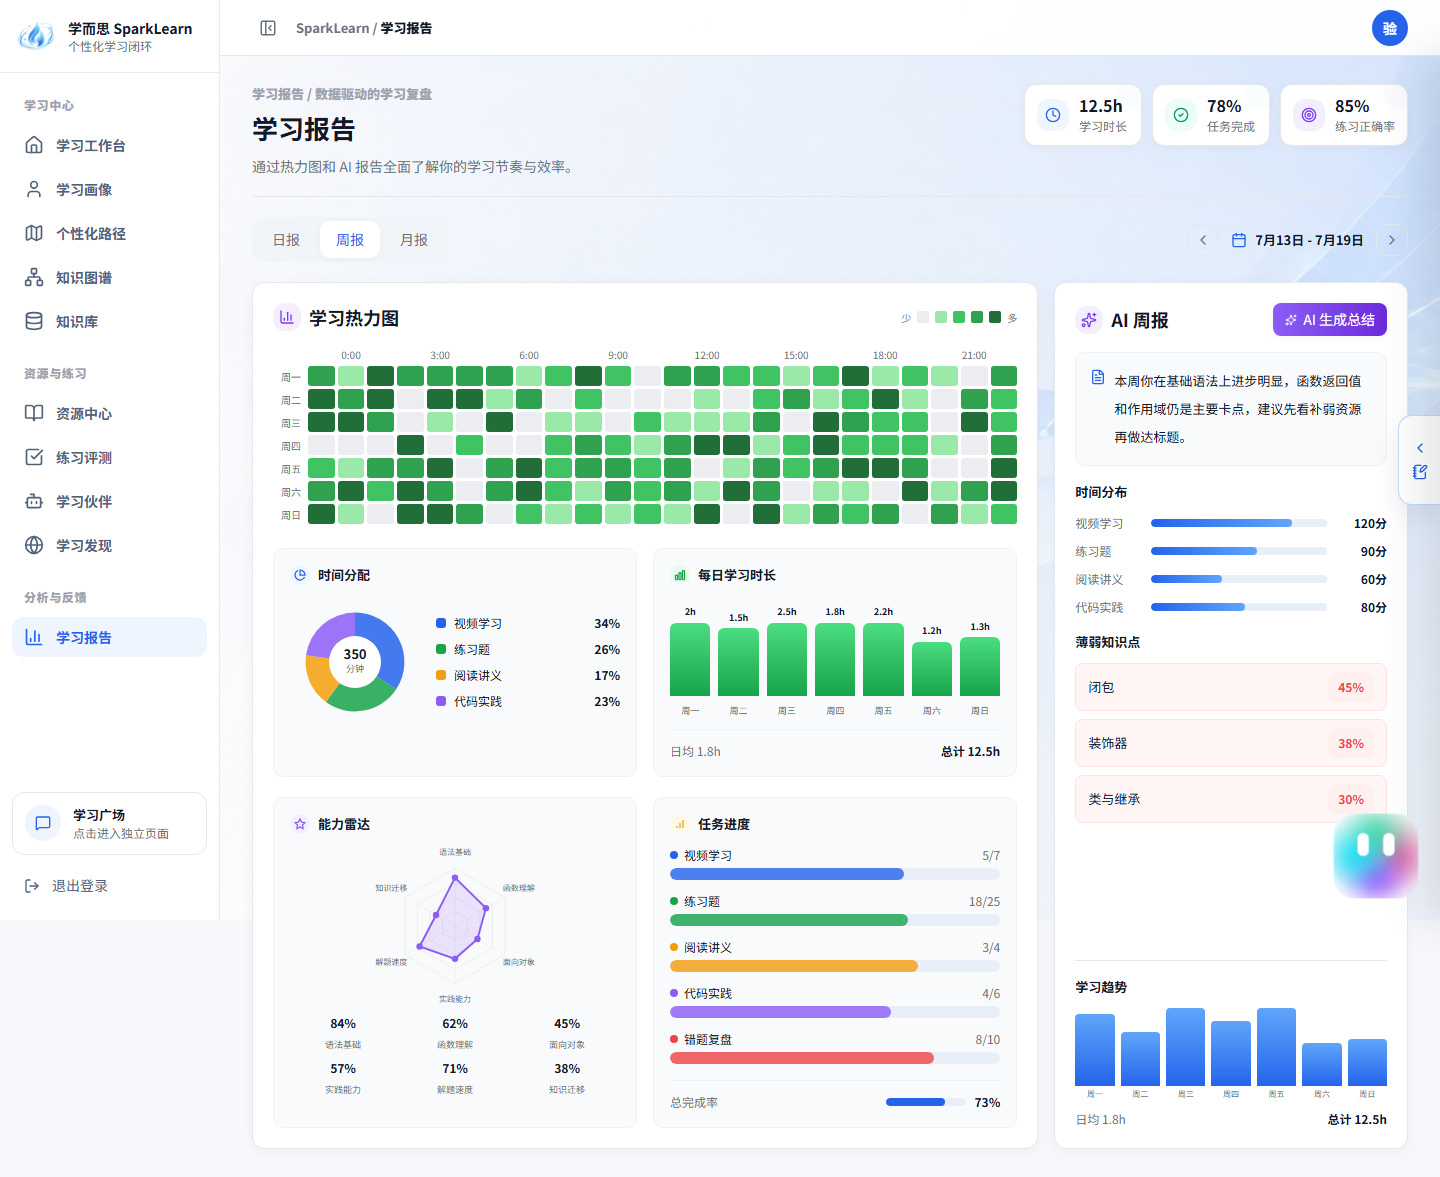 学而思 SparkLearn
个性化学习闭环
学习中心
学习工作台
学习画像
个性化路径
知识图谱
知识库
资源与练习
资源中心
练习评测
学习伙伴
学习发现
分析与反馈
学习报告
学习广场
点击进入独立页面
退出登录
SparkLearn / 学习报告
验
学习报告 / 数据驱动的学习复盘
学习报告
通过热力图和 AI 报告全面了解你的学习节奏与效率。
12.5h
学习时长
78%
任务完成
85%
练习正确率
日报 周报 月报
7月13日 - 7月19日
学习热力图
少 多
0:00 3:00 6:00 9:00 12:00 15:00 18:00 21:00
周一
周二
周三
周四
周五
周六
周日
时间分配
350
分钟
视频学习 34%
练习题 26%
阅读讲义 17%
代码实践 23%
每日学习时长
2h 1.5h 2.5h 1.8h 2.2h 1.2h 1.3h
周一 周二 周三 周四 周五 周六 周日
日均 1.8h 总计 12.5h
能力雷达
语法基础
函数理解
面向对象
实践能力
解题速度
知识迁移
84% 62% 45%
语法基础 函数理解 面向对象
57% 71% 38%
实践能力 解题速度 知识迁移
任务进度
视频学习 5/7
练习题 18/25
阅读讲义 3/4
代码实践 4/6
错题复盘 8/10
总完成率 73%
AI 周报
AI 生成总结
本周你在基础语法上进步明显，函数返回值
和作用域仍是主要卡点，建议先看补弱资源
再做达标题。
时间分布
视频学习 120分
练习题 90分
阅读讲义 60分
代码实践 80分
薄弱知识点
闭包 45%
装饰器 38%
类与继承 30%
学习趋势
周一 周二 周三 周四 周五 周六 周日
日均 1.8h 总计 12.5h